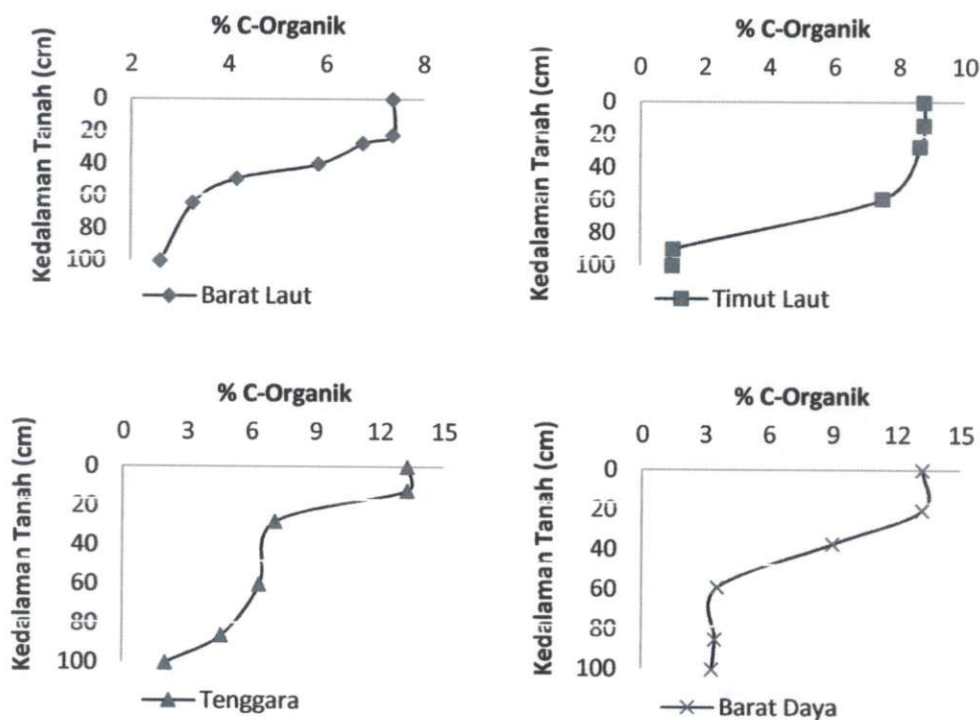 % C-Organik
2 4 6 8
Kedalaman Tanah (cm)
0
20
40
60
80
100
Barat Laut
% C-Organik
0 2 4 6 8 10
Kedalaman Tanah (cm)
0
20
40
60
80
100
Timut Laut
% C-Organik
0 3 6 9 12 15
Kedalaman Tanah (cm)
0
20
40
60
80
100
Tenggara
% C-Organik
0 3 6 9 12 15
Kedalaman Tanah (cm)
0
20
40
60
80
100
Barat Daya